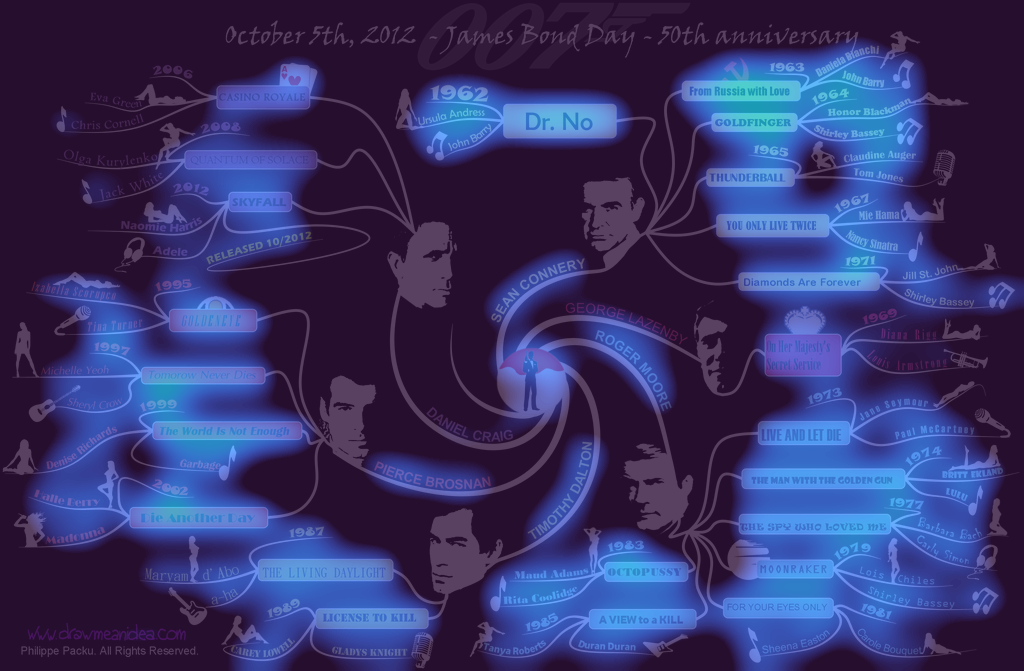 007
October 5th, 2012 - James Bond Day - 50th anniversary
2006
Eva Green
CASINO ROYALE
Chris Cornell
2008
Olga Kurylenko
QUANTUM OF SOLACE
Jack White
2012
SKYFALL
Naomie Harris
Adele
RELEASED 10/2012
1962
Ursula Andress
Dr. No
John Barry
1963
Daniela Bianchi
From Russia with Love
John Barry
1964
Honor Blackman
GOLDFINGER
Shirley Bassey
1965
Claudine Auger
THUNDERBALL
Tom Jones
1967
Mie Hama
YOU ONLY LIVE TWICE
Nancy Sinatra
1971
Jill St. John
Diamonds Are Forever
Shirley Bassey
SEAN CONNERY
GEORGE LAZENBY
ROGER MOORE
DANIEL CRAIG
PIERCE BROSNAN
TIMOTHY DALTON
1995
Izabella Scorupco
GOLDENEYE
Tina Turner
1997
Michelle Yeoh
Tomorrow Never Dies
Sheryl Crow
1999
The World Is Not Enough
Denise Richards
Garbage
2002
Halle Berry
Die Another Day
Madonna
1987
THE LIVING DAYLIGHT
Maryam d'Abo
a-ha
1989
LICENSE TO KILL
CAREY LOWELL
GLADYS KNIGHT
1969
Diana Rigg
On Her Majesty's
Secret Service
Louis Armstrong
1973
Jane Seymour
LIVE AND LET DIE
Paul McCartney
1974
BRITT EKLAND
THE MAN WITH THE GOLDEN GUN
LULU
1977
Barbara Bach
THE SPY WHO LOVED ME
Carly Simon
1979
MOONRAKER
Lois Chiles
Shirley Bassey
FOR YOUR EYES ONLY
1981
Carole Bouquet
Sheena Easton
1983
Maud Adams
OCTOPUSSY
Rita Coolidge
A VIEW to a KILL
1985
Duran Duran
Tanya Roberts
www.drawmeanidea.com
Philippe Packu. All Rights Reserved.